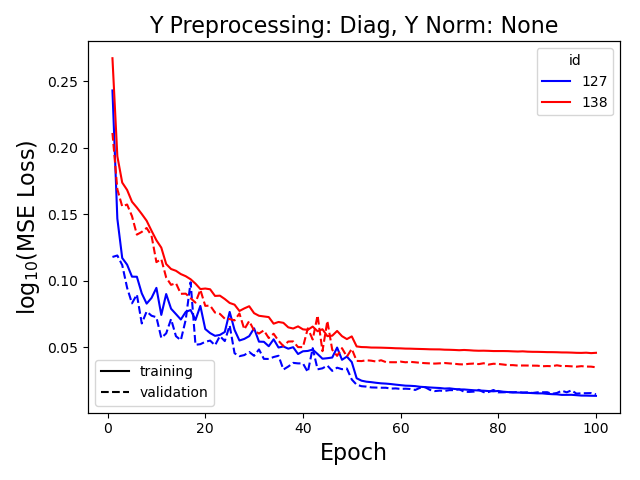 Y Preprocessing: Diag, Y Norm: None
log10(MSE Loss)
0.25
0.20
0.15
0.10
0.05
id
127
138
training
validation
0 20 40 60 80 100
Epoch